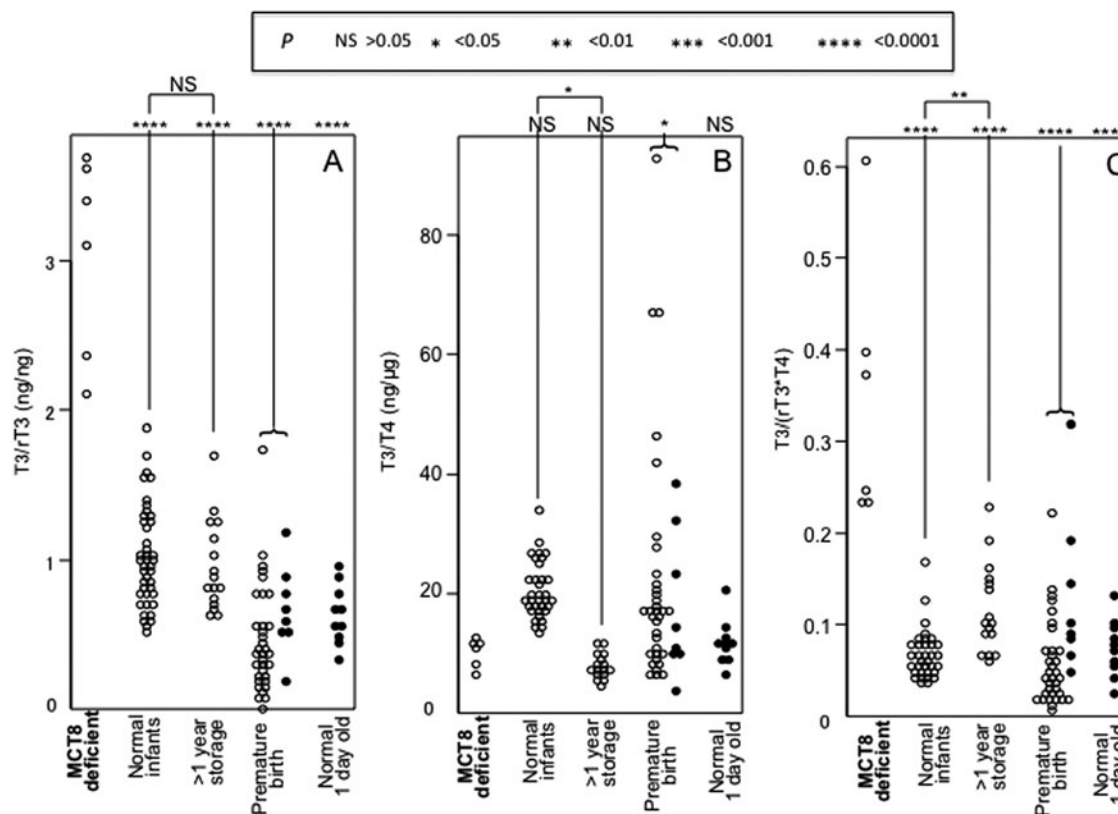 P NS >0.05 * <0.05 ** <0.01 *** <0.001 **** <0.0001
NS
**** **** **** ****
A
3
2
1
0
T3/rT3 (ng/ng)
MCT8
deficient
Normal
infants
>1 year
storage
Premature
birth
Normal
1 day old
*
NS NS * NS
B
80
60
40
20
0
T3/T4 (ng/µg)
MCT8
deficient
Normal
infants
>1 year
storage
Premature
birth
Normal
1 day old
**
**** **** **** ***
C
0.6
0.5
0.4
0.3
0.2
0.1
0
T3/(rT3*T4)
MCT8
deficient
Normal
infants
>1 year
storage
Premature
birth
Normal
1 day old